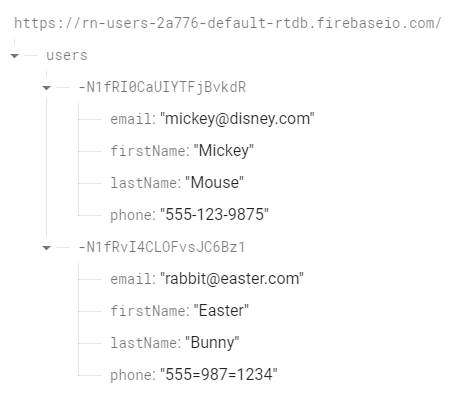 https://rn-users-2a776-default-rtdb.firebaseio.com/
users
-N1fRI0CaUIYTFjBvkdR
email: "mickey@disney.com"
firstName: "Mickey"
lastName: "Mouse"
phone: "555-123-9875"
-N1fRvI4CLOFvsJC6Bz1
email: "rabbit@easter.com"
firstName: "Easter"
lastName: "Bunny"
phone: "555=987=1234"